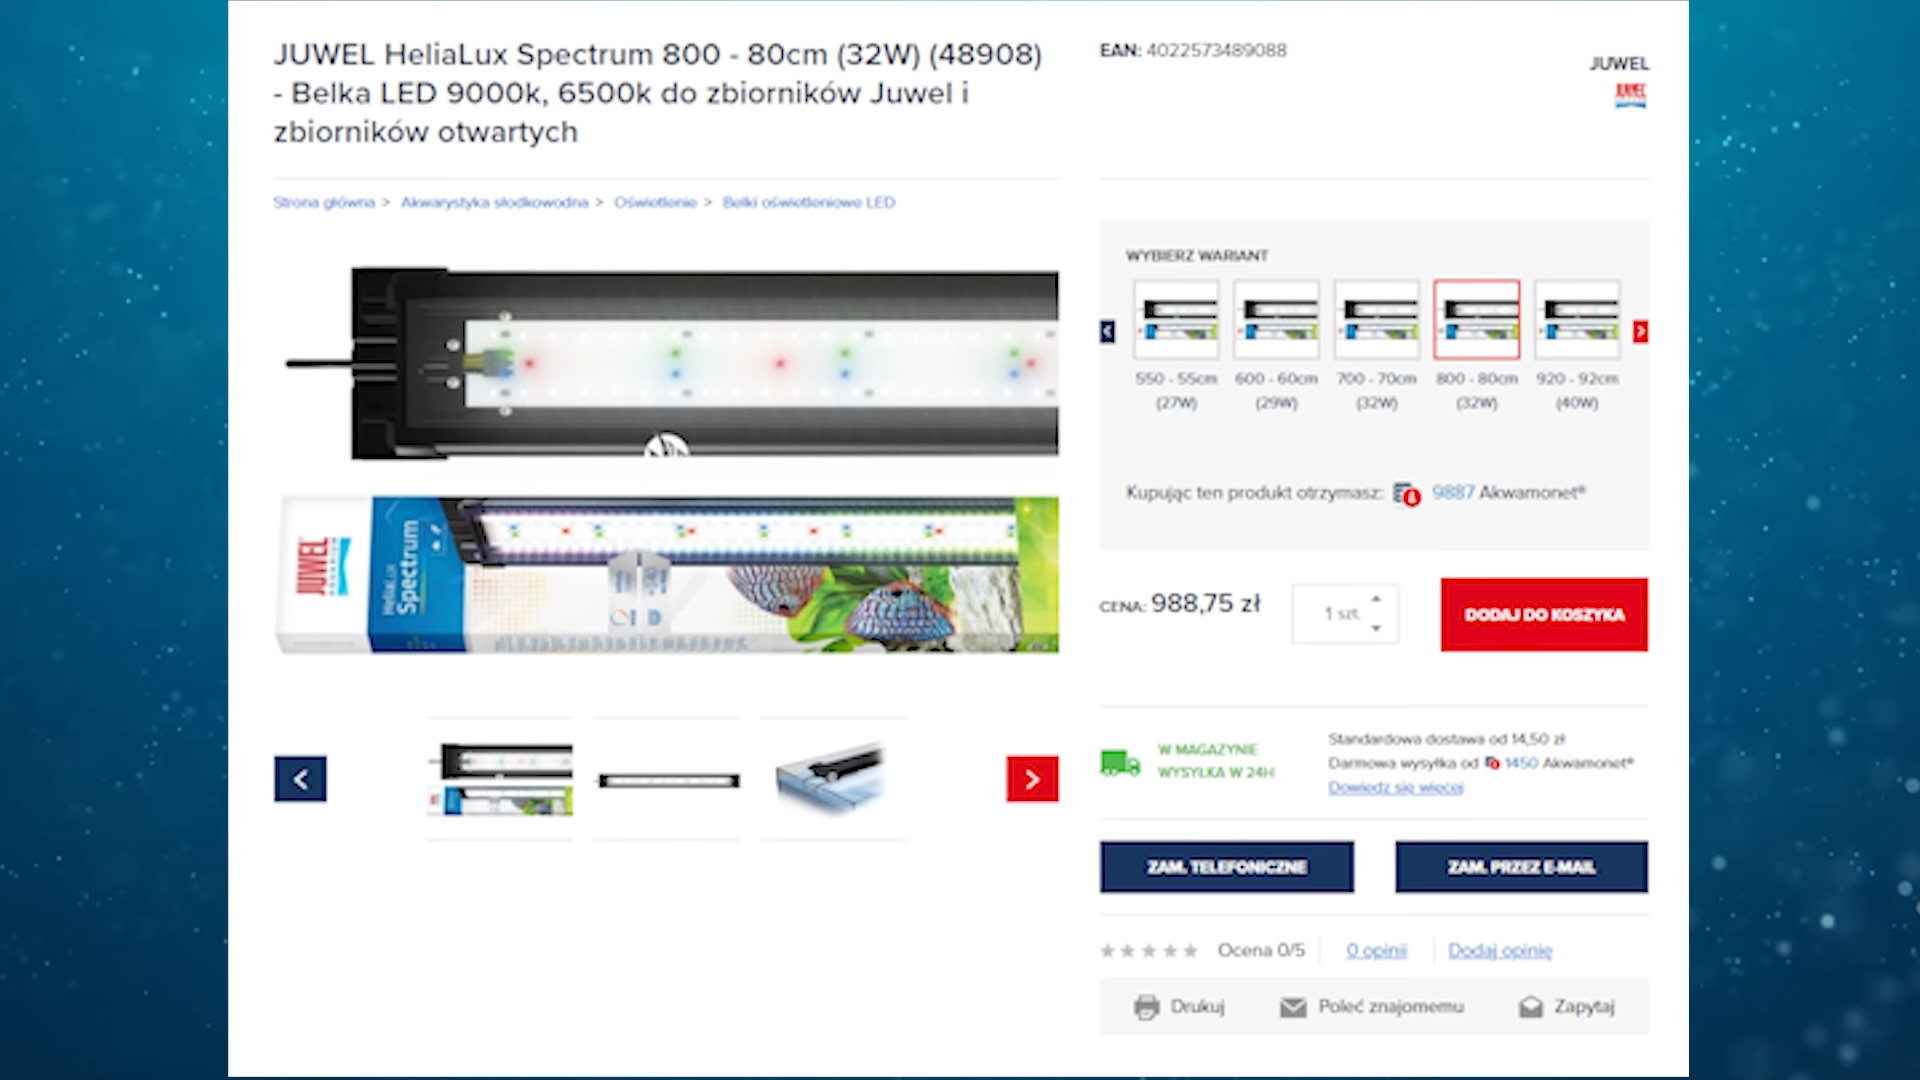 JUWEL HeliaLux Spectrum 800 - 80cm (32W) (48908)
- Belka LED 9000k, 6500k do zbiorników Juwel i
zbiorników otwartych
EAN: 4022573489088
JUWEL
JUWEL
Strona główna > Akwarystyka słodkowodna > Oświetlenie > Belki oświetleniowe LED
WYBIERZ WARIANT
550 - 55cm
(27W)
600 - 60cm
(29W)
700 - 70cm
(32W)
800 - 80cm
(32W)
920 - 92cm
(40W)
Kupując ten produkt otrzymasz: 9887 Akwamonet®
JUWEL
HeliaLux
Spectrum
CENA: 988,75 zł
1 szt.
DODAJ DO KOSZYKA
W MAGAZYNIE
WYSYŁKA W 24H
Standardowa dostawa od 14,50 zł
Darmowa wysyłka od 1450 Akwamonet®
Dowiedz się więcej
ZAM. TELEFONICZNE
ZAM. PRZEZ E-MAIL
Ocena 0/5
0 opinii
Dodaj opinię
Drukuj
Poleć znajomemu
Zapytaj